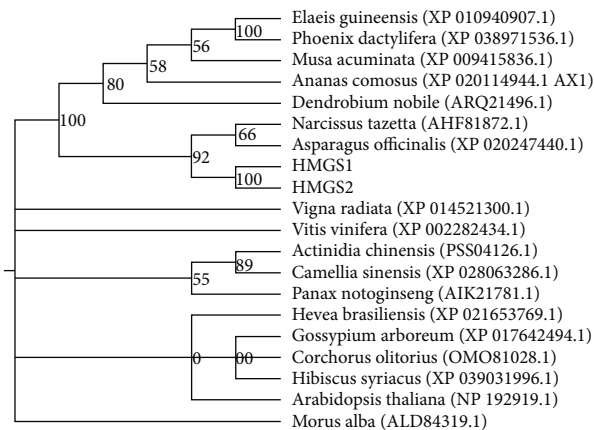 Elaeis guineensis (XP 010940907.1)
100
Phoenix dactylifera (XP 038971536.1)
56
Musa acuminata (XP 009415836.1)
58
Ananas comosus (XP 020114944.1 AX1)
80
Dendrobium nobile (ARQ21496.1)
100
Narcissus tazetta (AHF81872.1)
66
Asparagus officinalis (XP 020247440.1)
92
HMGS1
100
HMGS2
Vigna radiata (XP 014521300.1)
Vitis vinifera (XP 002282434.1)
Actinidia chinensis (PSS04126.1)
89
Camellia sinensis (XP 028063286.1)
55
Panax notoginseng (AIK21781.1)
Hevea brasiliensis (XP 021653769.1)
Gossypium arboreum (XP 017642494.1)
0
00
Corchorus olitorius (OMO81028.1)
Hibiscus syriacus (XP 039031996.1)
Arabidopsis thaliana (NP 192919.1)
Morus alba (ALD84319.1)